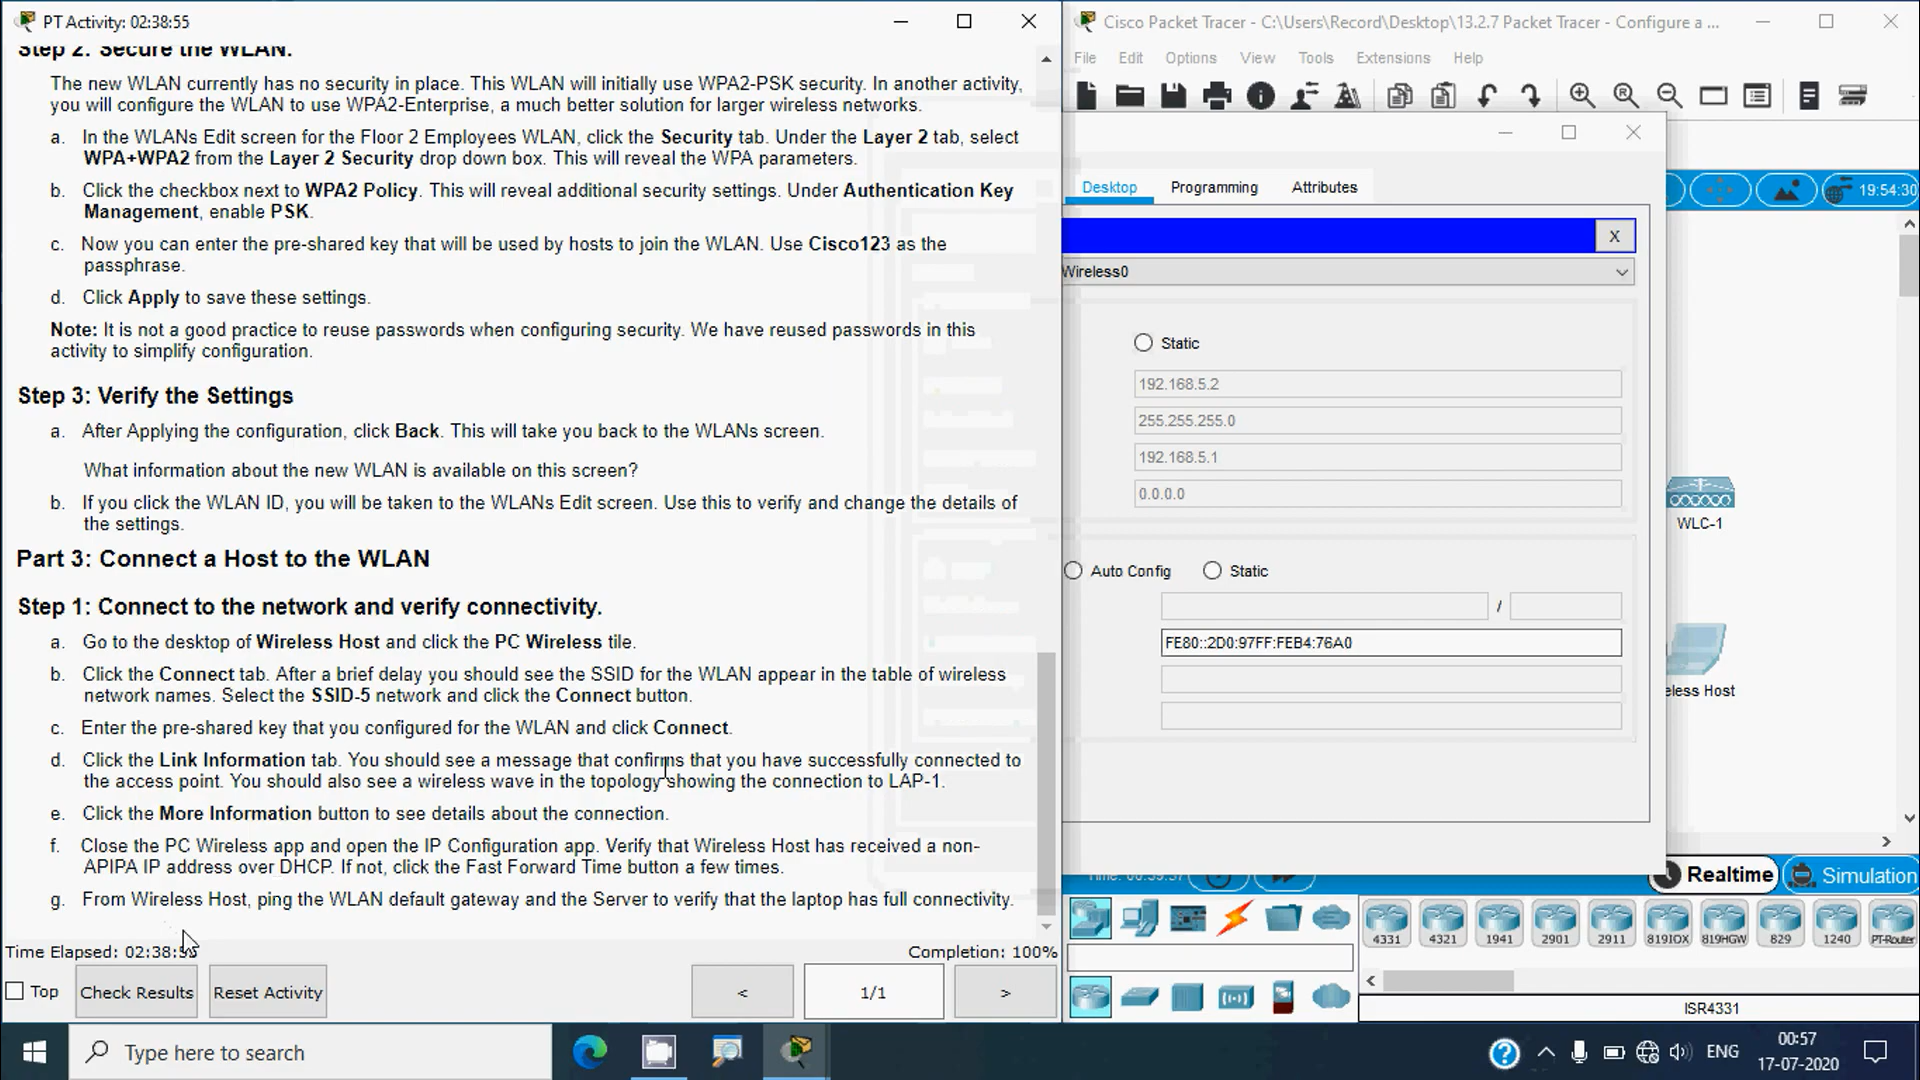 PT Activity: 02:38:55
Step 2: Secure the WLAN.
The new WLAN currently has no security in place. This WLAN will initially use WPA2-PSK security. In another activity,
you will configure the WLAN to use WPA2-Enterprise, a much better solution for larger wireless networks.
a. In the WLANs Edit screen for the Floor 2 Employees WLAN, click the Security tab. Under the Layer 2 tab, select
WPA+WPA2 from the Layer 2 Security drop down box. This will reveal the WPA parameters.
b. Click the checkbox next to WPA2 Policy. This will reveal additional security settings. Under Authentication Key
Management, enable PSK.
c. Now you can enter the pre-shared key that will be used by hosts to join the WLAN. Use Cisco123 as the
passphrase.
d. Click Apply to save these settings.
Note: It is not a good practice to reuse passwords when configuring security. We have reused passwords in this
activity to simplify configuration.
Step 3: Verify the Settings
a. After Applying the configuration, click Back. This will take you back to the WLANs screen.
What information about the new WLAN is available on this screen?
b. If you click the WLAN ID, you will be taken to the WLANs Edit screen. Use this to verify and change the details of
the settings.
Part 3: Connect a Host to the WLAN
Step 1: Connect to the network and verify connectivity.
a. Go to the desktop of Wireless Host and click the PC Wireless tile.
b. Click the Connect tab. After a brief delay you should see the SSID for the WLAN appear in the table of wireless
network names. Select the SSID-5 network and click the Connect button.
c. Enter the pre-shared key that you configured for the WLAN and click Connect.
d. Click the Link Information tab. You should see a message that confirms that you have successfully connected to
the access point. You should also see a wireless wave in the topology showing the connection to LAP-1.
e. Click the More Information button to see details about the connection.
f. Close the PC Wireless app and open the IP Configuration app. Verify that Wireless Host has received a non-
APIPA IP address over DHCP. If not, click the Fast Forward Time button a few times.
g. From Wireless Host, ping the WLAN default gateway and the Server to verify that the laptop has full connectivity.
Time Elapsed: 02:38:55
Completion: 100%
Top
Check Results
Reset Activity
<
1/1
>
Cisco Packet Tracer - C:\Users\Record\Desktop\13.2.7 Packet Tracer - Configure a ...
File Edit Options View Tools Extensions Help
Desktop Programming Attributes
19:54:30
X
Wireless0
Static
192.168.5.2
255.255.255.0
192.168.5.1
0.0.0.0
Auto Config Static
/
FE80::2D0:97FF:FEB4:76A0
WLC-1
eless Host
Realtime
Simulation
4331 4321 1941 2901 2911 819IOX 819HGW 829 1240 PT-Router
ISR4331
Type here to search
ENG
00:57
17-07-2020